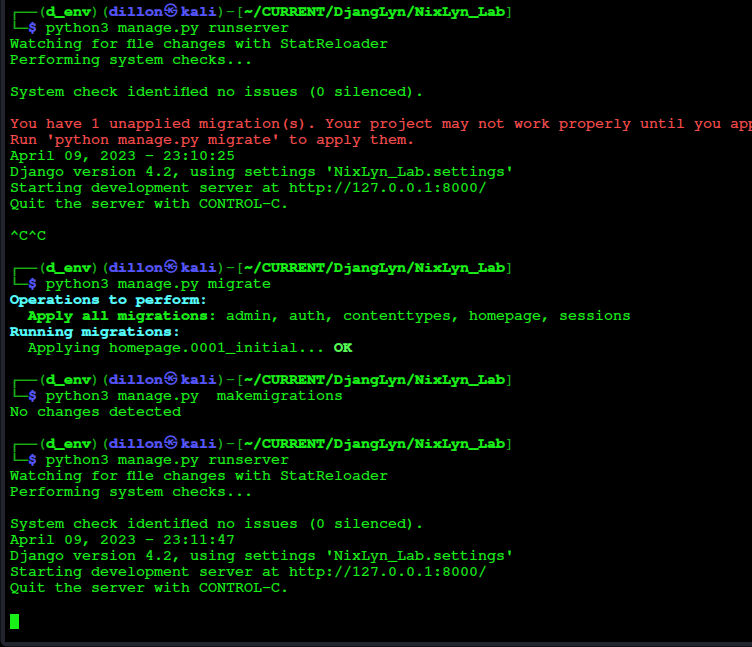 ┌──(d_env)(dillon㉿kali)-[~/CURRENT/DjangLyn/NixLyn_Lab]
└─$ python3 manage.py runserver
Watching for file changes with StatReloader
Performing system checks...
System check identified no issues (0 silenced).
You have 1 unapplied migration(s). Your project may not work properly until you app
Run 'python manage.py migrate' to apply them.
April 09, 2023 - 23:10:25
Django version 4.2, using settings 'NixLyn_Lab.settings'
Starting development server at http://127.0.0.1:8000/
Quit the server with CONTROL-C.
^C^C
┌──(d_env)(dillon㉿kali)-[~/CURRENT/DjangLyn/NixLyn_Lab]
└─$ python3 manage.py migrate
Operations to perform:
  Apply all migrations: admin, auth, contenttypes, homepage, sessions
Running migrations:
  Applying homepage.0001_initial... OK
┌──(d_env)(dillon㉿kali)-[~/CURRENT/DjangLyn/NixLyn_Lab]
└─$ python3 manage.py  makemigrations
No changes detected
┌──(d_env)(dillon㉿kali)-[~/CURRENT/DjangLyn/NixLyn_Lab]
└─$ python3 manage.py runserver
Watching for file changes with StatReloader
Performing system checks...
System check identified no issues (0 silenced).
April 09, 2023 - 23:11:47
Django version 4.2, using settings 'NixLyn_Lab.settings'
Starting development server at http://127.0.0.1:8000/
Quit the server with CONTROL-C.